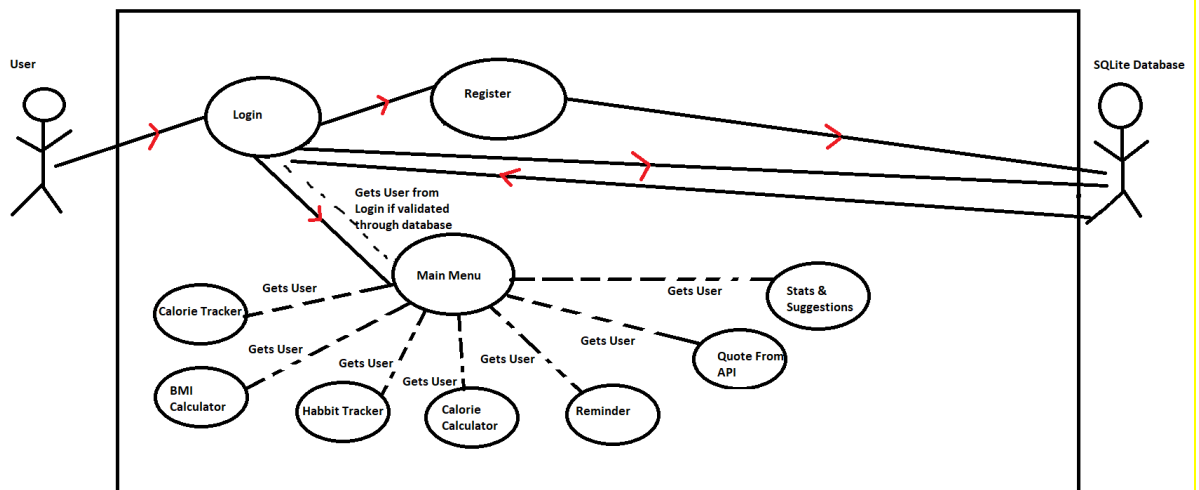 User
SQLite Database
Login
Register
Gets User from
Login if validated
through database
Main Menu
Gets User
Calorie Tracker
Gets User
Stats &
Suggestions
Gets User
Gets User
Quote From
API
BMI
Calculator
Gets User
Gets User
Gets User
Habbit Tracker
Calorie
Calculator
Reminder